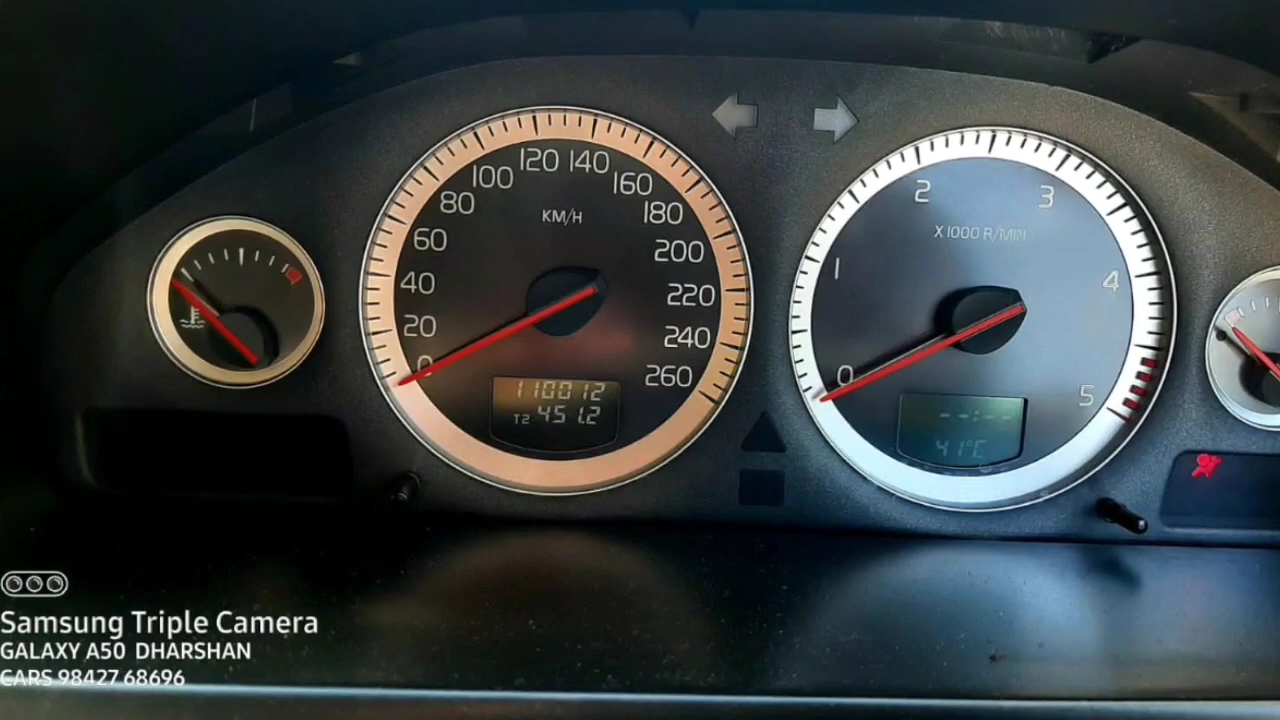 120 140
100 160
80 180
60 200
40 220
20 240
0 260
KM/H
110012
T2 451.2
2 3
1 4
0 5
X1000 R/MIN
--:--
41°C
Samsung Triple Camera
GALAXY A50 DHARSHAN
CARS 98427 68696